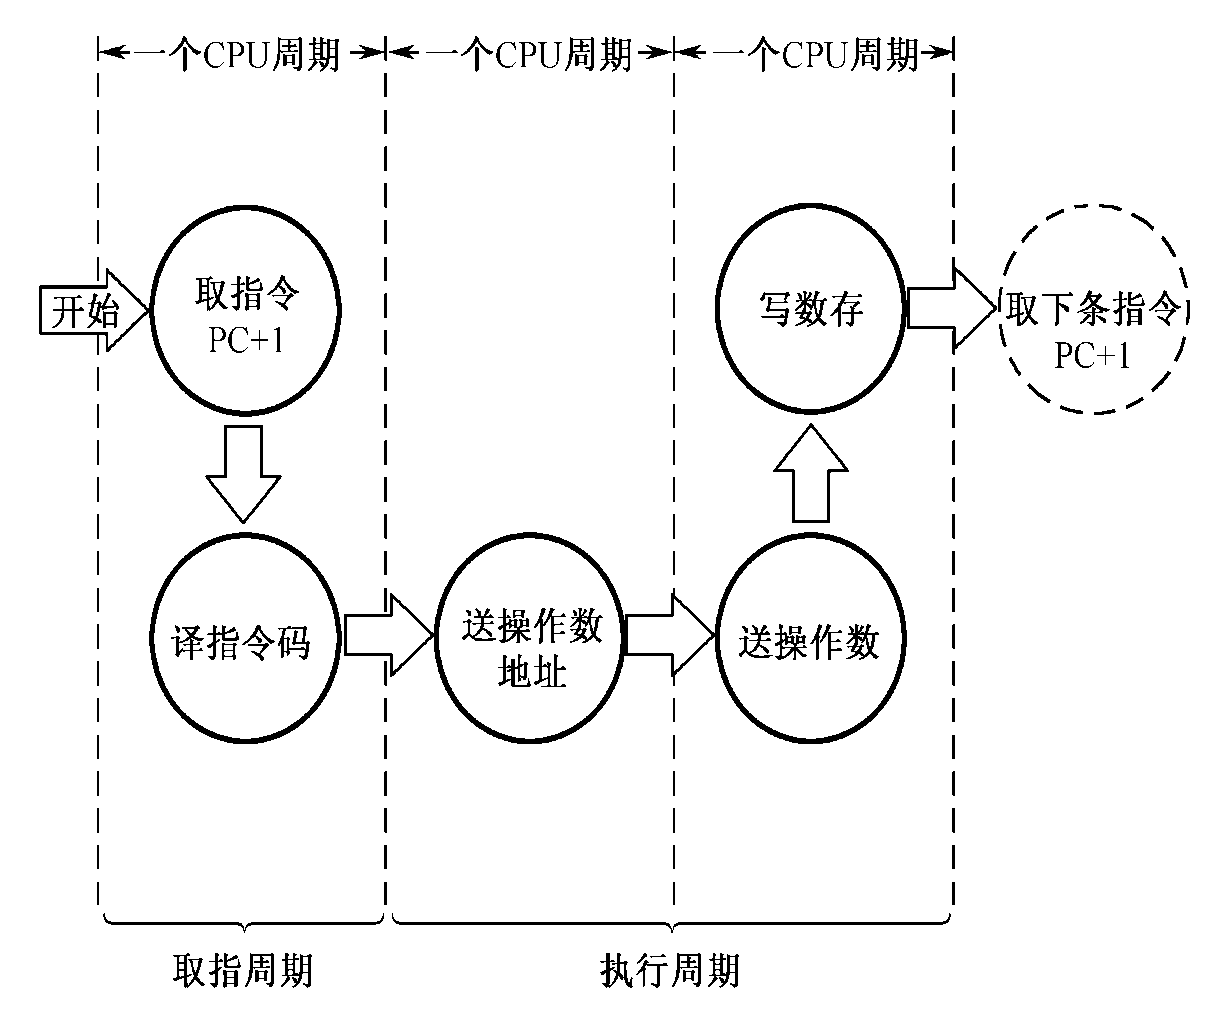 一个CPU周期
一个CPU周期
一个CPU周期
开始
取指令
PC+1
写数存
取下条指令
PC+1
译指令码
送操作数
地址
送操作数
取指周期
执行周期